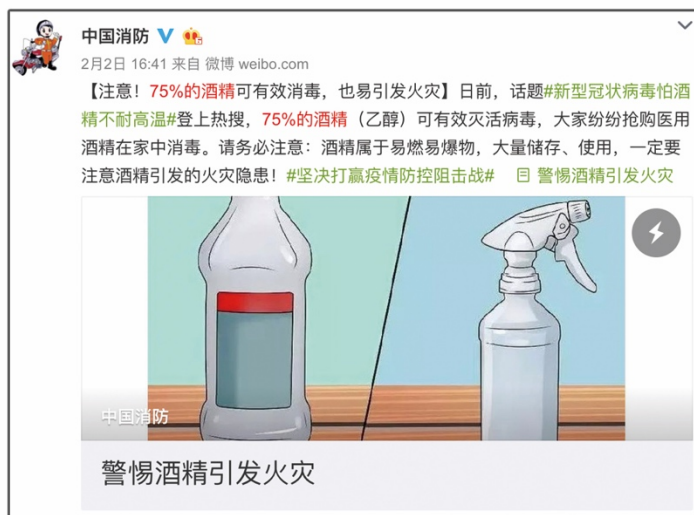 中国消防
2月2日 16:41 来自 微博 weibo.com
【注意！75%的酒精可有效消毒，也易引发火灾】日前，话题#新型冠状病毒怕酒
精不耐高温#登上热搜，75%的酒精（乙醇）可有效灭活病毒，大家纷纷抢购医用
酒精在家中消毒。请务必注意：酒精属于易燃易爆物，大量储存、使用，一定要
注意酒精引发的火灾隐患！#坚决打赢疫情防控阻击战# 警惕酒精引发火灾
中国消防
警惕酒精引发火灾